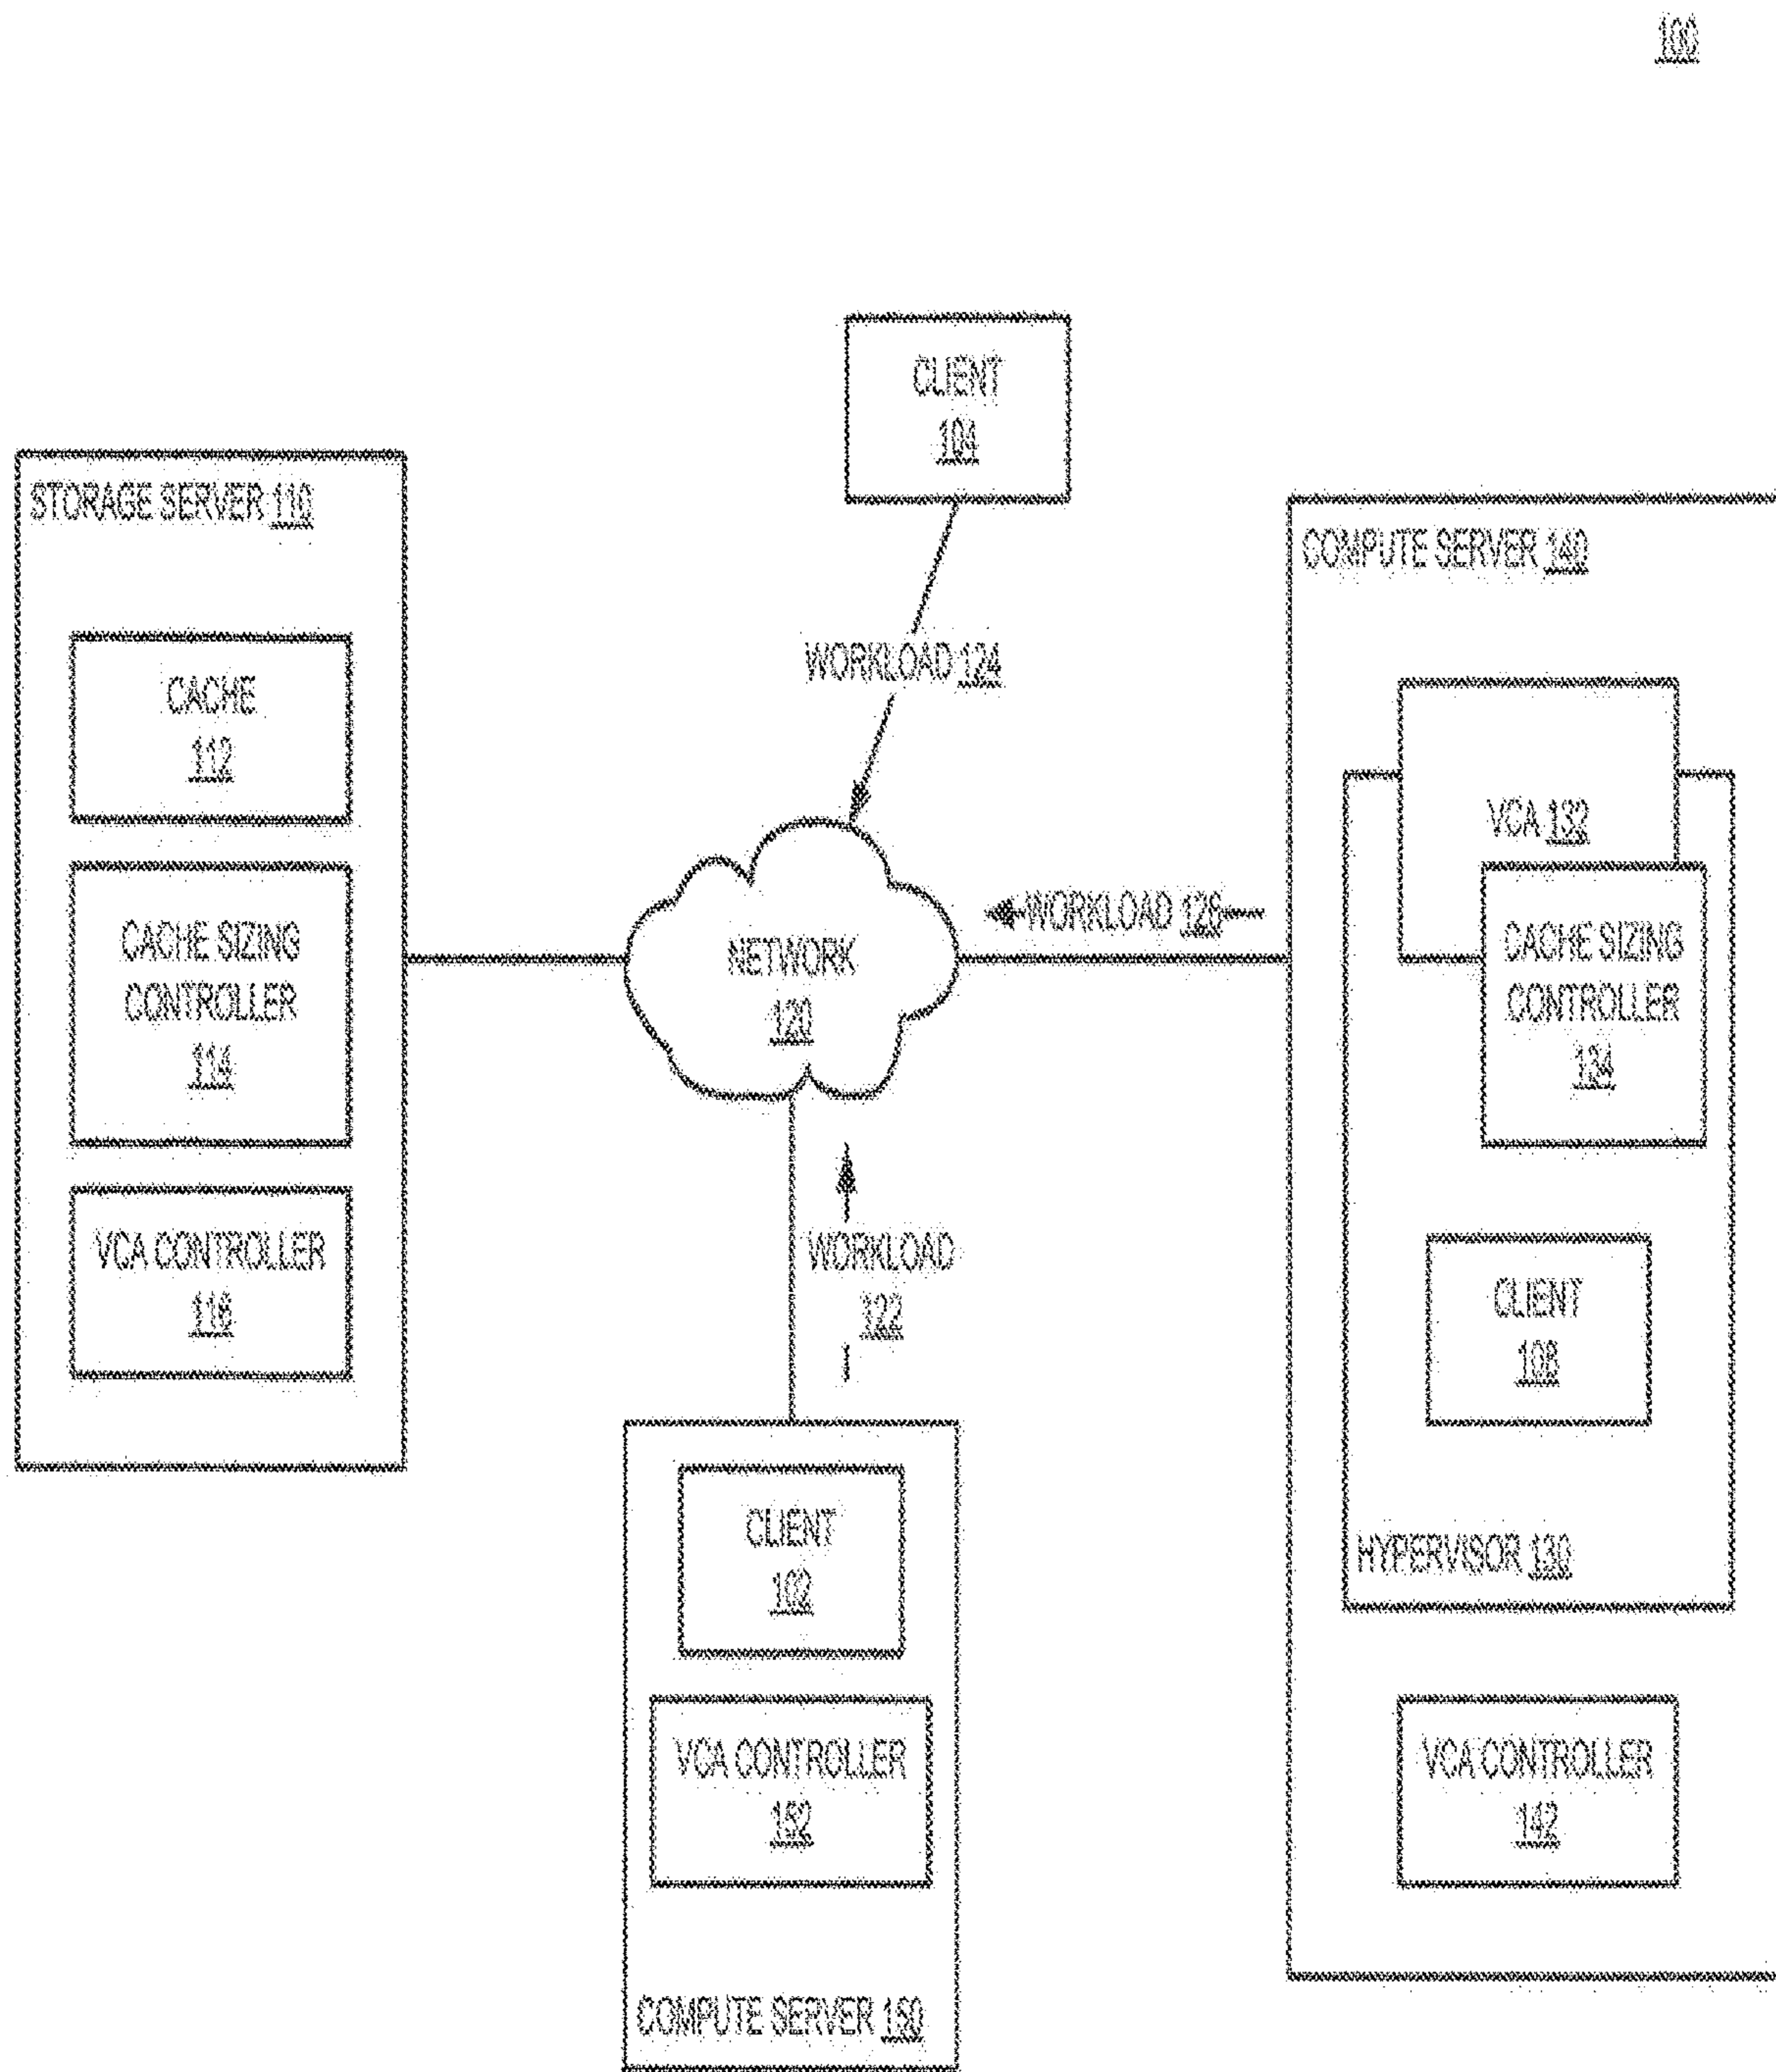 100
CLIENT
104
STORAGE SERVER 110
COMPUTE SERVER 140
WORKLOAD 124
CACHE
112
VCA 132
WORKLOAD 126
CACHE SIZING
CONTROLLER
114
NETWORK
120
CACHE SIZING
CONTROLLER
134
VCA CONTROLLER
116
WORKLOAD
122
CLIENT
CLIENT
102
HYPERVISOR 130
VCA CONTROLLER
152
VCA CONTROLLER
142
COMPUTE SERVER 150